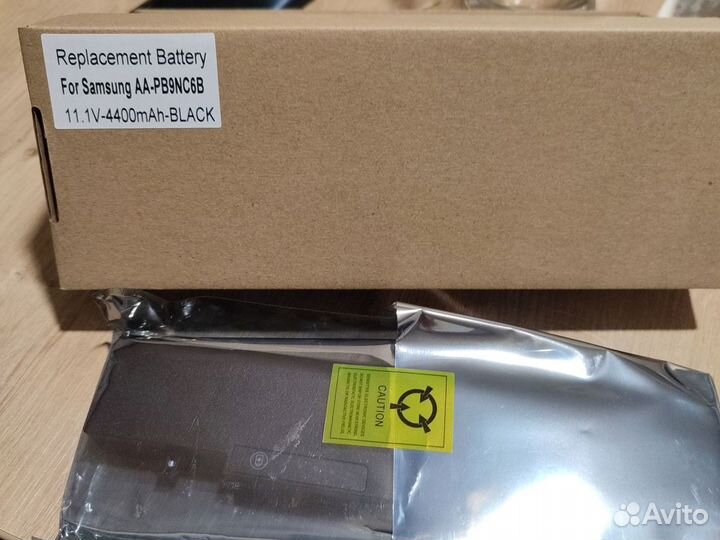 Replacement Battery
For Samsung AA-PB9NC6B
11.1V-4400mAh-BLACK
CAUTION
Avito